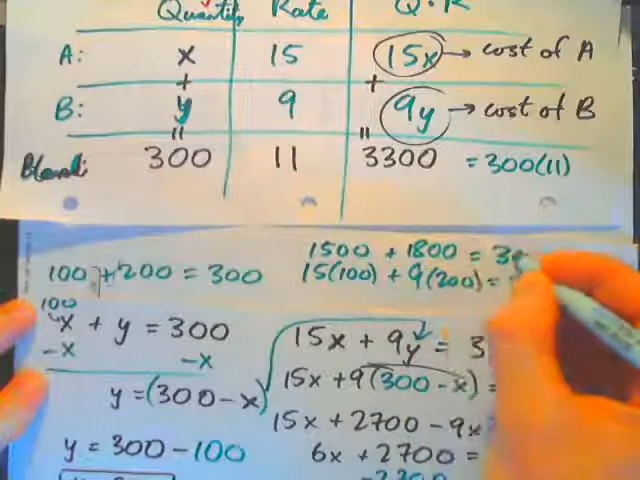 Quantity Rate Q·R
A: x 15 15x → cost of A
+ +
B: y 9 9y → cost of B
= =
Blend: 300 11 3300 = 300(11)
1500 + 1800 =
100 + 200 = 300
15(100) + 9(200) =
100
x + y = 300
15x + 9y = 3
-x -x
15x + 9(300 - x) =
y = (300 - x)
15x + 2700 - 9x
y = 300 - 100
6x + 2700 =